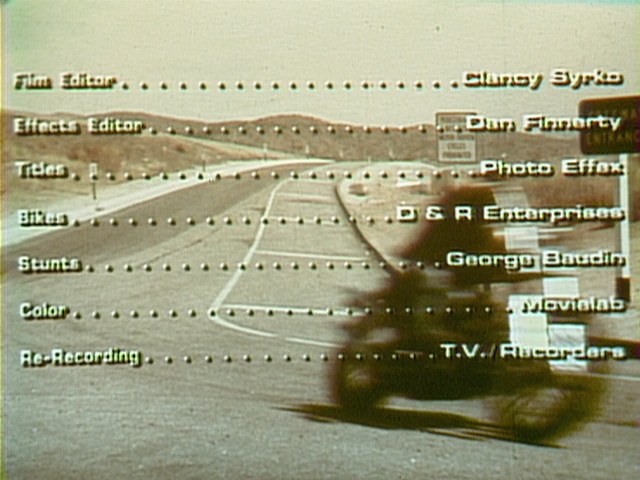 Film Editor . . . . . . . . . . . . . . . . . Clancy Syrko
Effects Editor . . . . . . . . . . . . . . . . Dan Finnerty
Titles . . . . . . . . . . . . . . . . . . . . Photo Effex
Bikes . . . . . . . . . . . . . . . . D & R Enterprises
Stunts . . . . . . . . . . . . . . . . . . George Baudin
Color . . . . . . . . . . . . . . . . . . . . . . Movielab
Re-Recording . . . . . . . . . . . . . . T.V. Recorders